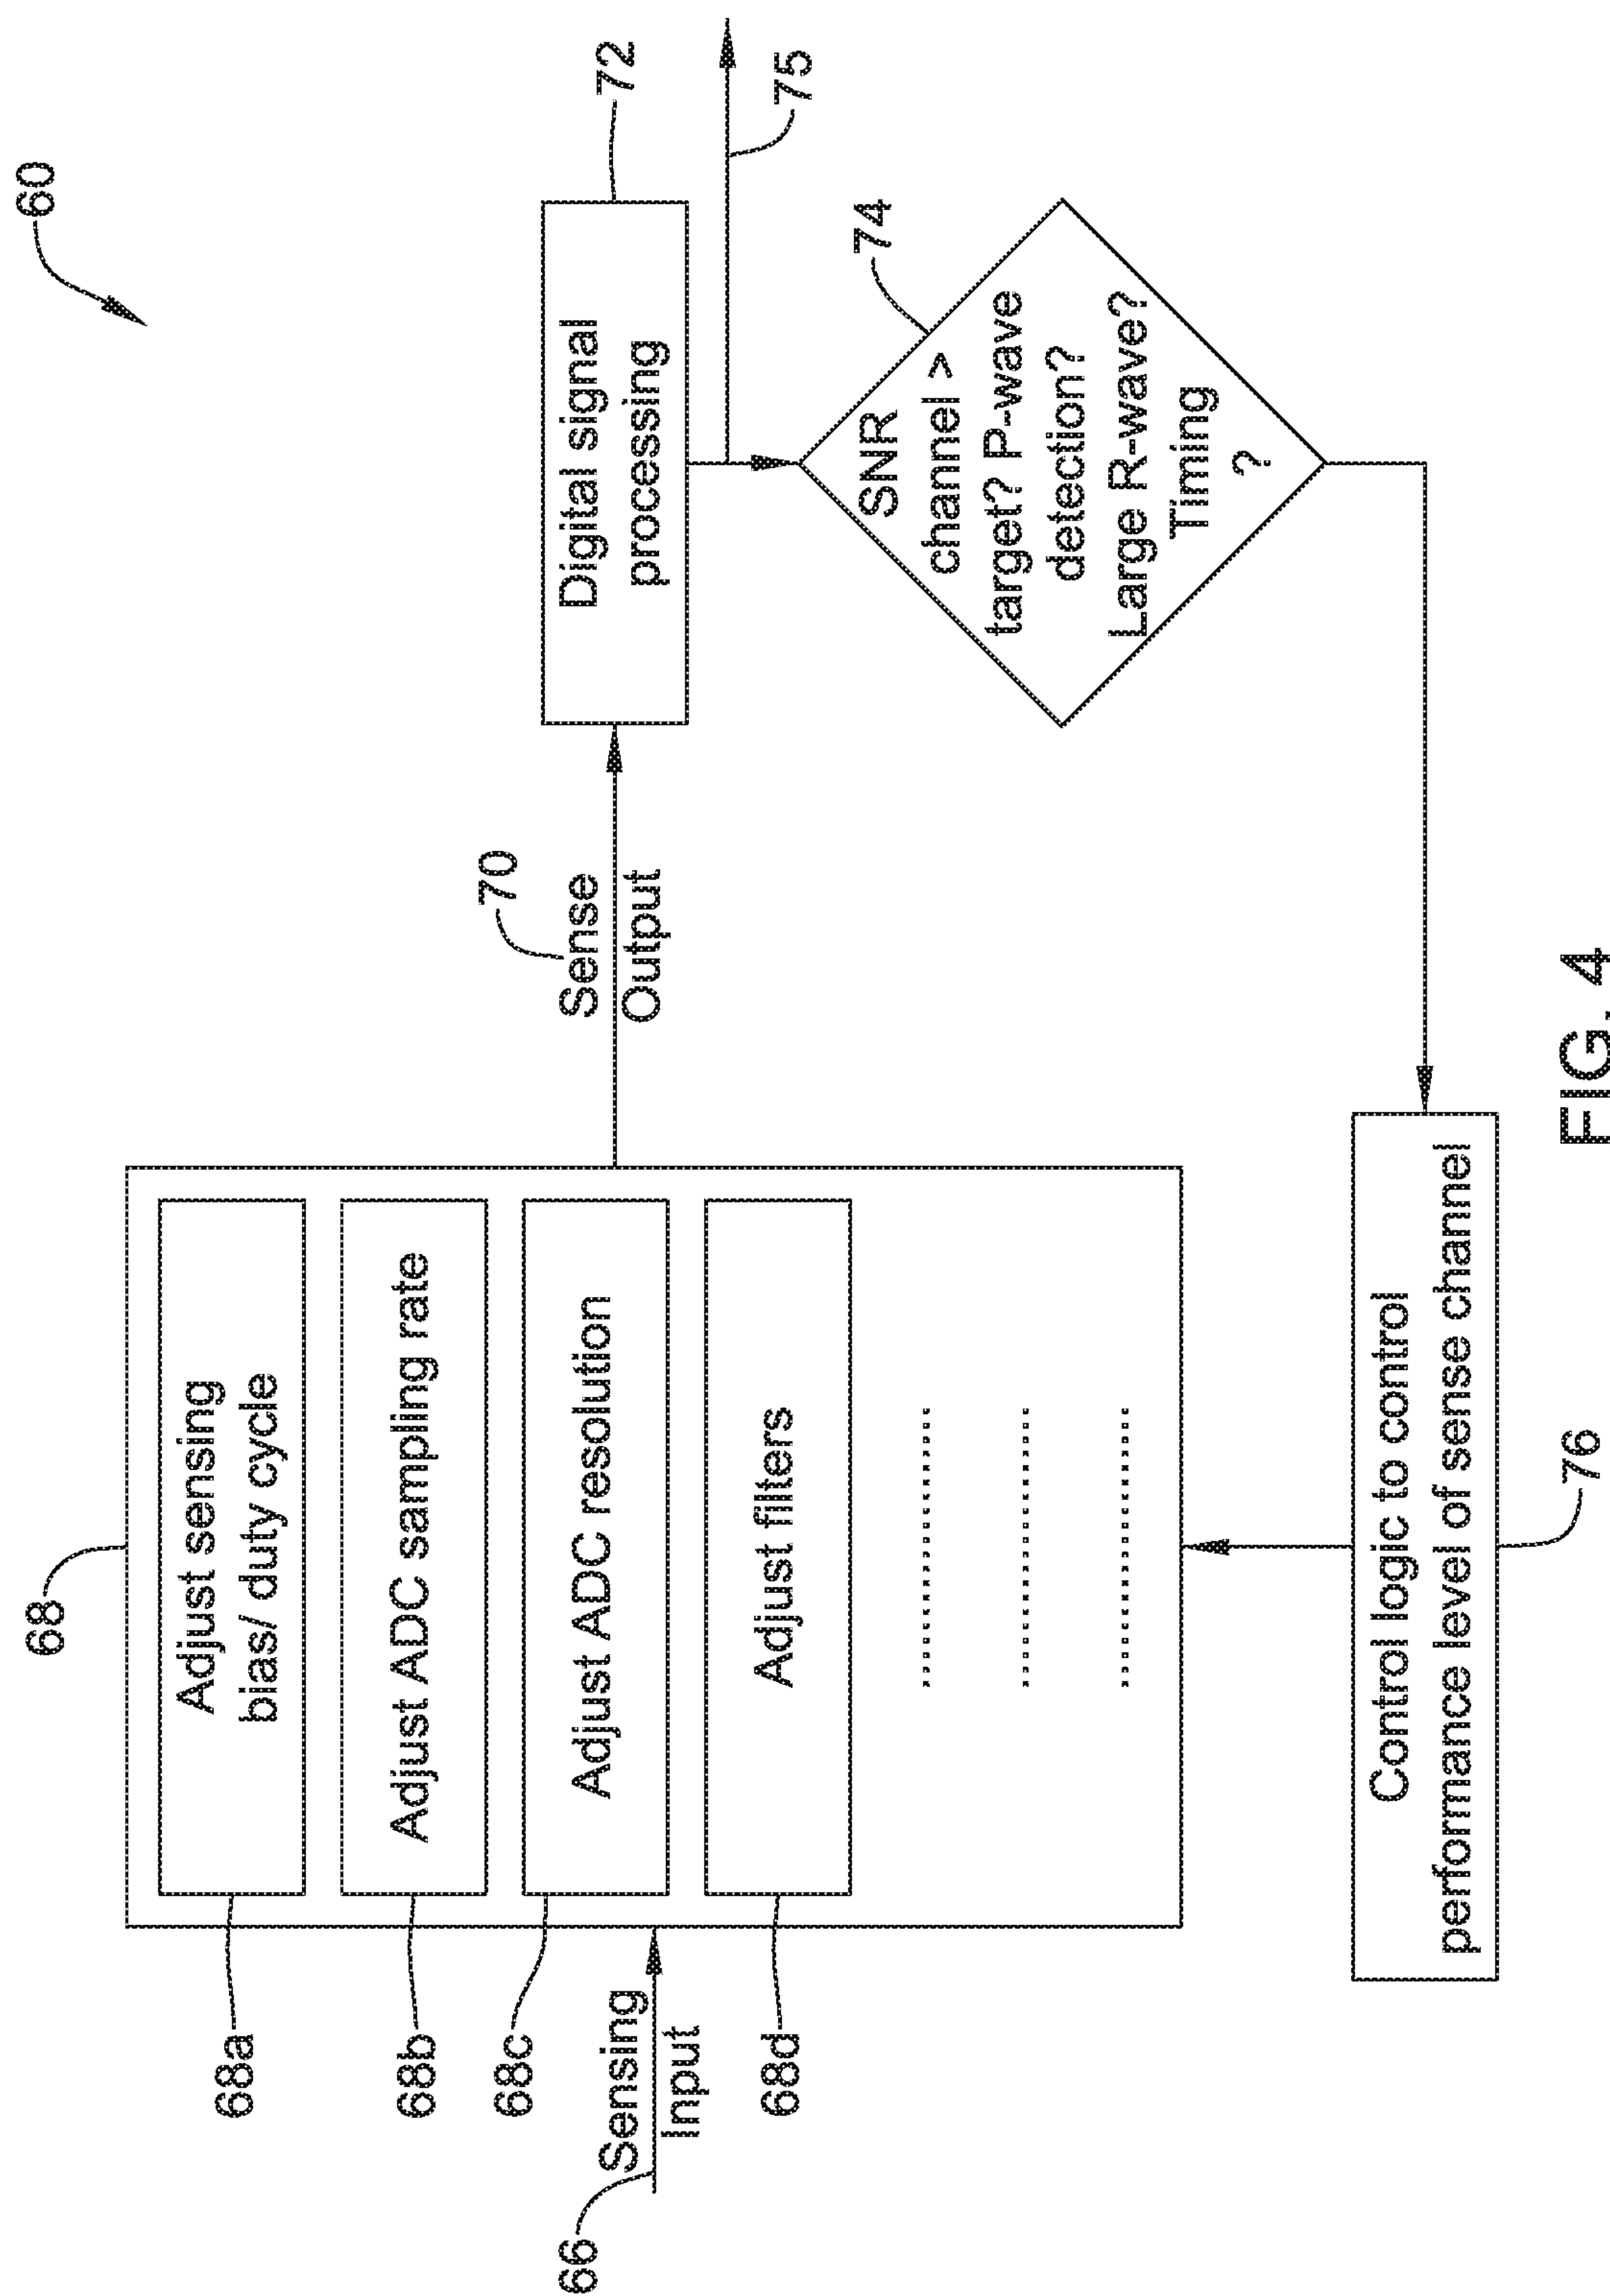 60
68
68a
Adjust sensing
bias/ duty cycle
68b
Adjust ADC sampling rate
68c
Adjust ADC resolution
68d
Adjust filters
66
Sensing
Input
70
Sense
Output
Digital signal
processing
72
75
74
SNR
channel >
target? P-wave
detection?
Large R-wave?
Timing
?
Control logic to control
performance level of sense channel
76
FIG. 4